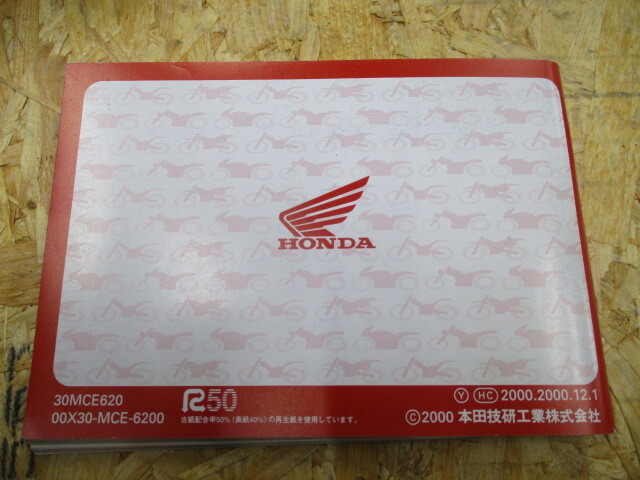 HONDA
30MCE620
00X30-MCE-6200
R50
古紙配合率50%(表紙40%)の再生紙を使用しています。
Ⓨ HC 2000.2000.12.1
©2000 本田技研工業株式会社